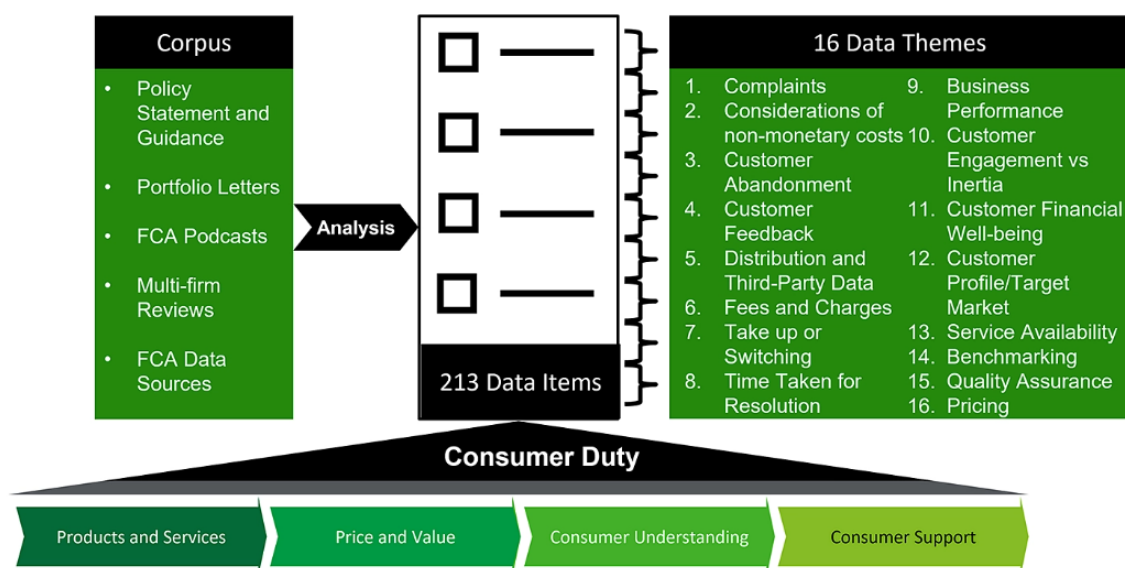 Corpus
• Policy
Statement and
Guidance
• Portfolio Letters
• FCA Podcasts
• Multi-firm
Reviews
• FCA Data
Sources
Analysis
213 Data Items
16 Data Themes
1. Complaints
2. Considerations of
non-monetary costs
3. Customer
Abandonment
4. Customer
Feedback
5. Distribution and
Third-Party Data
6. Fees and Charges
7. Take up or
Switching
8. Time Taken for
Resolution
9. Business
Performance
10. Customer
Engagement vs
Inertia
11. Customer Financial
Well-being
12. Customer
Profile/Target
Market
13. Service Availability
14. Benchmarking
15. Quality Assurance
16. Pricing
Consumer Duty
Products and Services
Price and Value
Consumer Understanding
Consumer Support